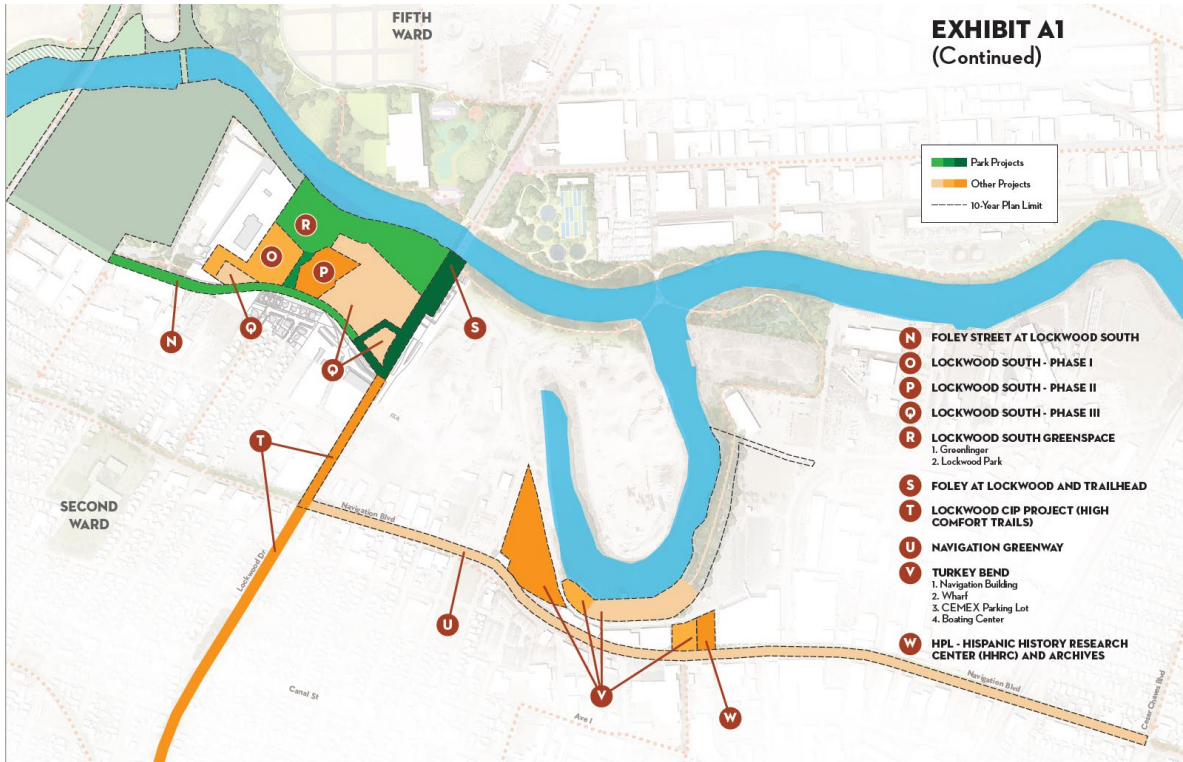 FIFTH
WARD
EXHIBIT A1
(Continued)
Park Projects
Other Projects
10-Year Plan Limit
R
O
P
N
Q
Q
S
T
SECOND
WARD
Navigation Blvd
Lockwood Dr
U
Canal St
V
Ave I
W
Navigation Blvd
Cesar Chavez Blvd
N FOLEY STREET AT LOCKWOOD SOUTH
O LOCKWOOD SOUTH - PHASE I
P LOCKWOOD SOUTH - PHASE II
Q LOCKWOOD SOUTH - PHASE III
R LOCKWOOD SOUTH GREENSPACE
1. Greenfinger
2. Lockwood Park
S FOLEY AT LOCKWOOD AND TRAILHEAD
T LOCKWOOD CIP PROJECT (HIGH
COMFORT TRAILS)
U NAVIGATION GREENWAY
V TURKEY BEND
1. Navigation Building
2. Wharf
3. CEMEX Parking Lot
4. Boating Center
W HPL - HISPANIC HISTORY RESEARCH
CENTER (HHRC) AND ARCHIVES